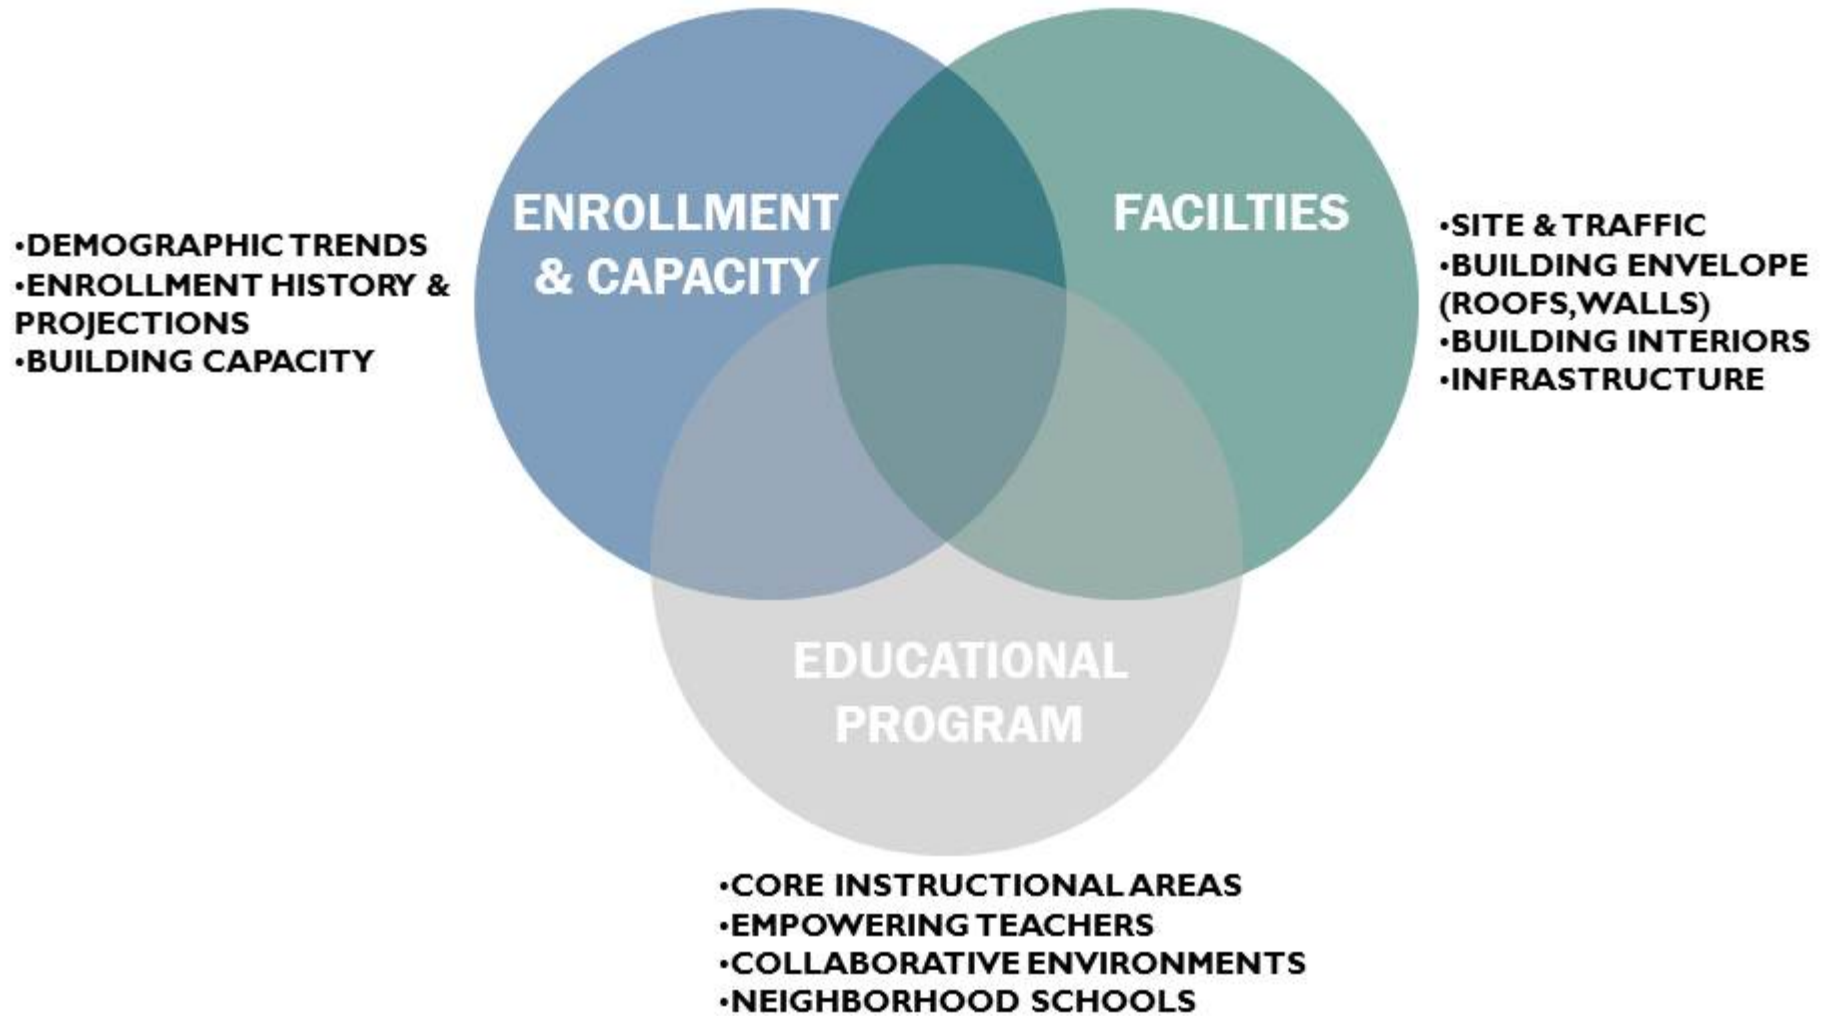 ENROLLMENT
& CAPACITY
FACILTIES
•DEMOGRAPHIC TRENDS
•ENROLLMENT HISTORY &
PROJECTIONS
•BUILDING CAPACITY
•SITE & TRAFFIC
•BUILDING ENVELOPE
(ROOFS,WALLS)
•BUILDING INTERIORS
•INFRASTRUCTURE
EDUCATIONAL
PROGRAM
•CORE INSTRUCTIONAL AREAS
•EMPOWERING TEACHERS
•COLLABORATIVE ENVIRONMENTS
•NEIGHBORHOOD SCHOOLS